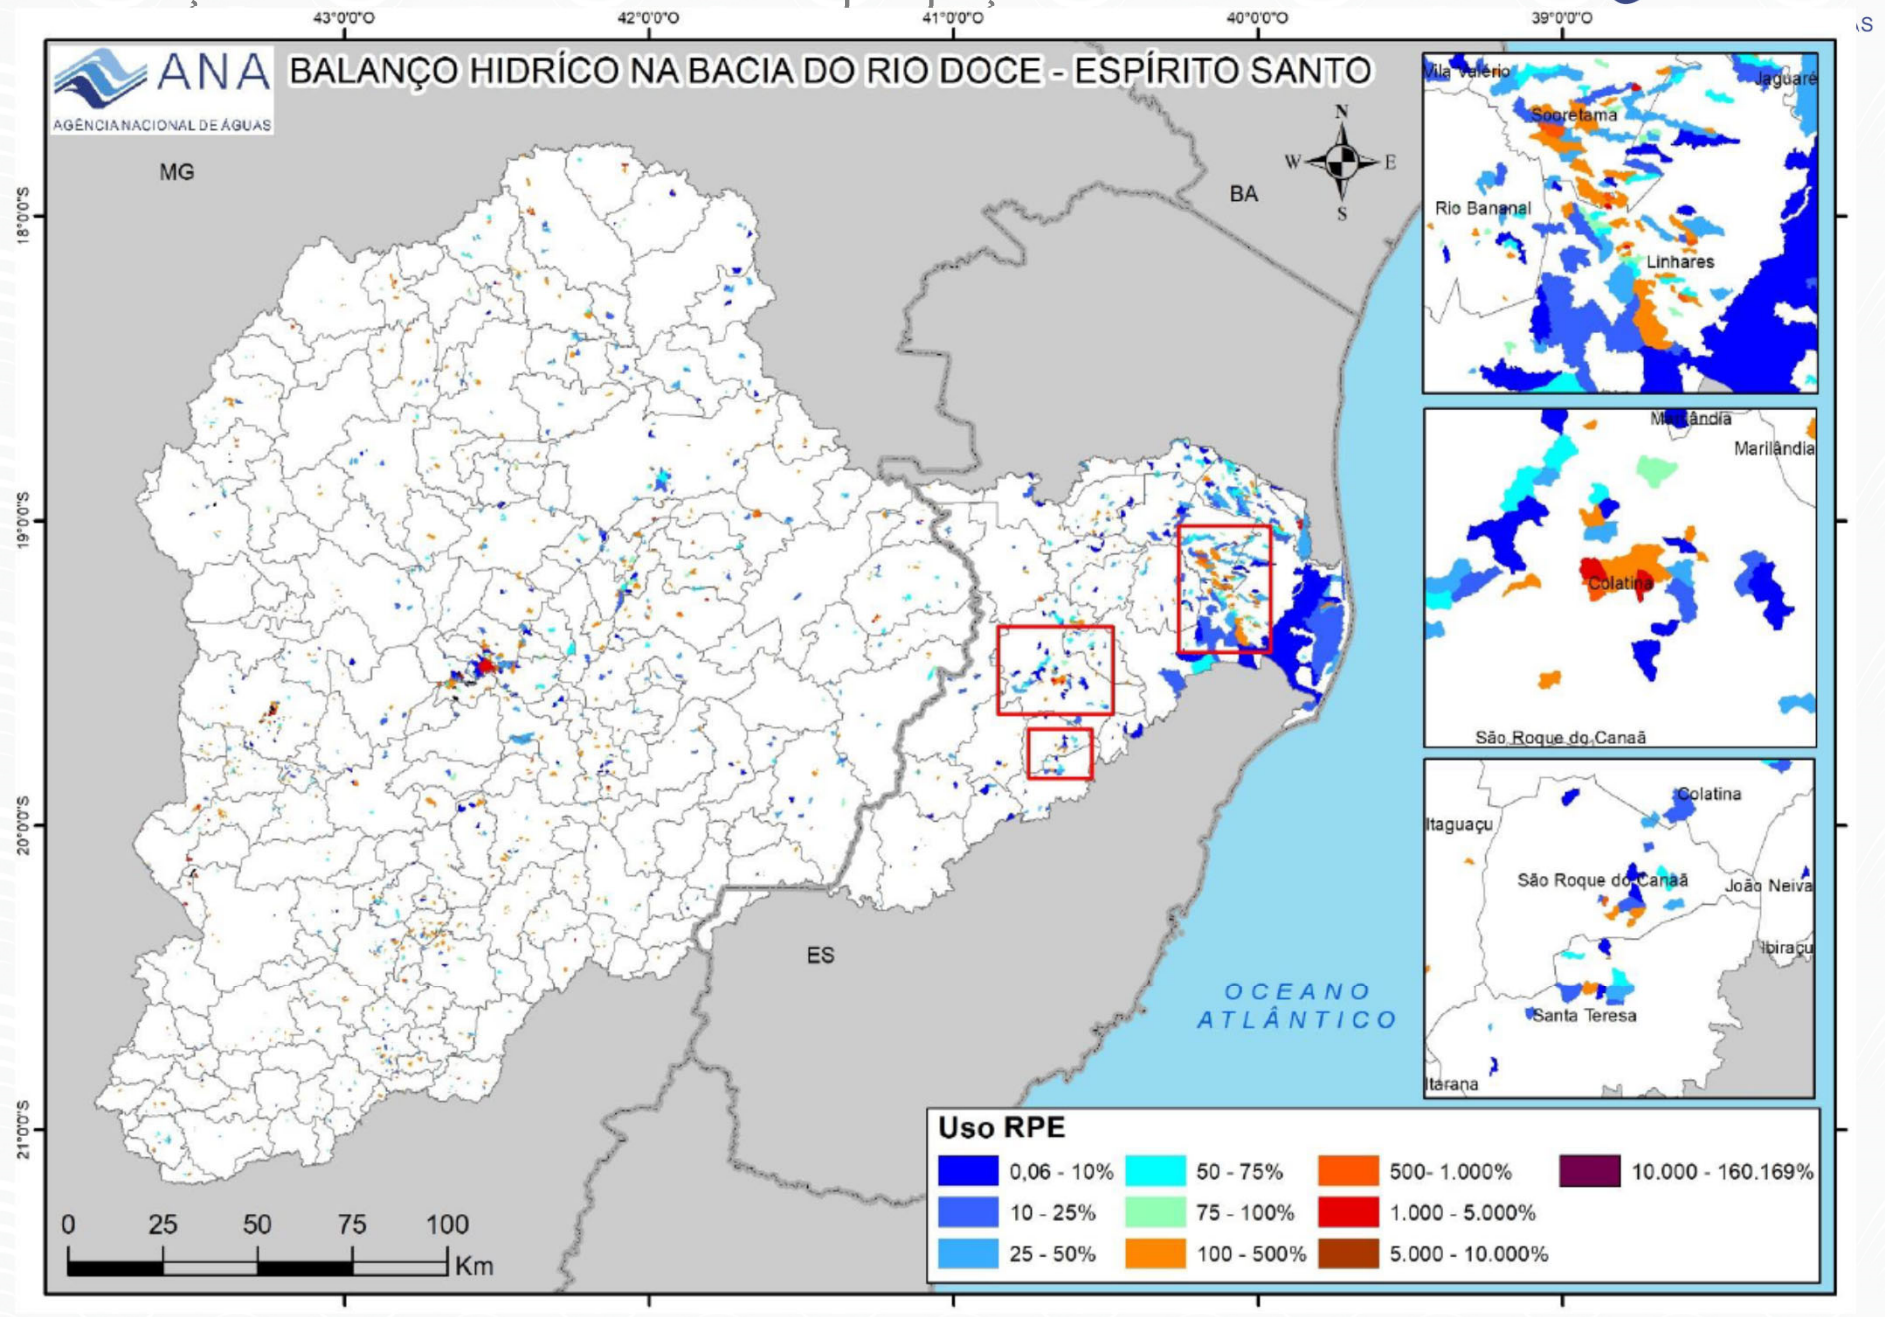 43°0'0"O 42°0'0"O 41°0'0"O 40°0'0"O 39°0'0"O
AS
ANA
AGÊNCIA NACIONAL DE ÁGUAS
BALANÇO HIDRÍCO NA BACIA DO RIO DOCE - ESPÍRITO SANTO
MG
BA
N
W E
S
18°0'0"S
19°0'0"S
20°0'0"S
21°0'0"S
ES
OCEANO
ATLÂNTICO
Vila Valério
Jaguaré
Sooretama
Rio Bananal
Linhares
Marilândia
Marilândia
Colatina
São Roque do Canaã
Colatina
Itaguaçu
São Roque do Canaã
João Neiva
Ibiraçu
Santa Teresa
Itarana
0 25 50 75 100
Km
Uso RPE
0,06 - 10%
10 - 25%
25 - 50%
50 - 75%
75 - 100%
100 - 500%
500- 1.000%
1.000 - 5.000%
5.000 - 10.000%
10.000 - 160.169%